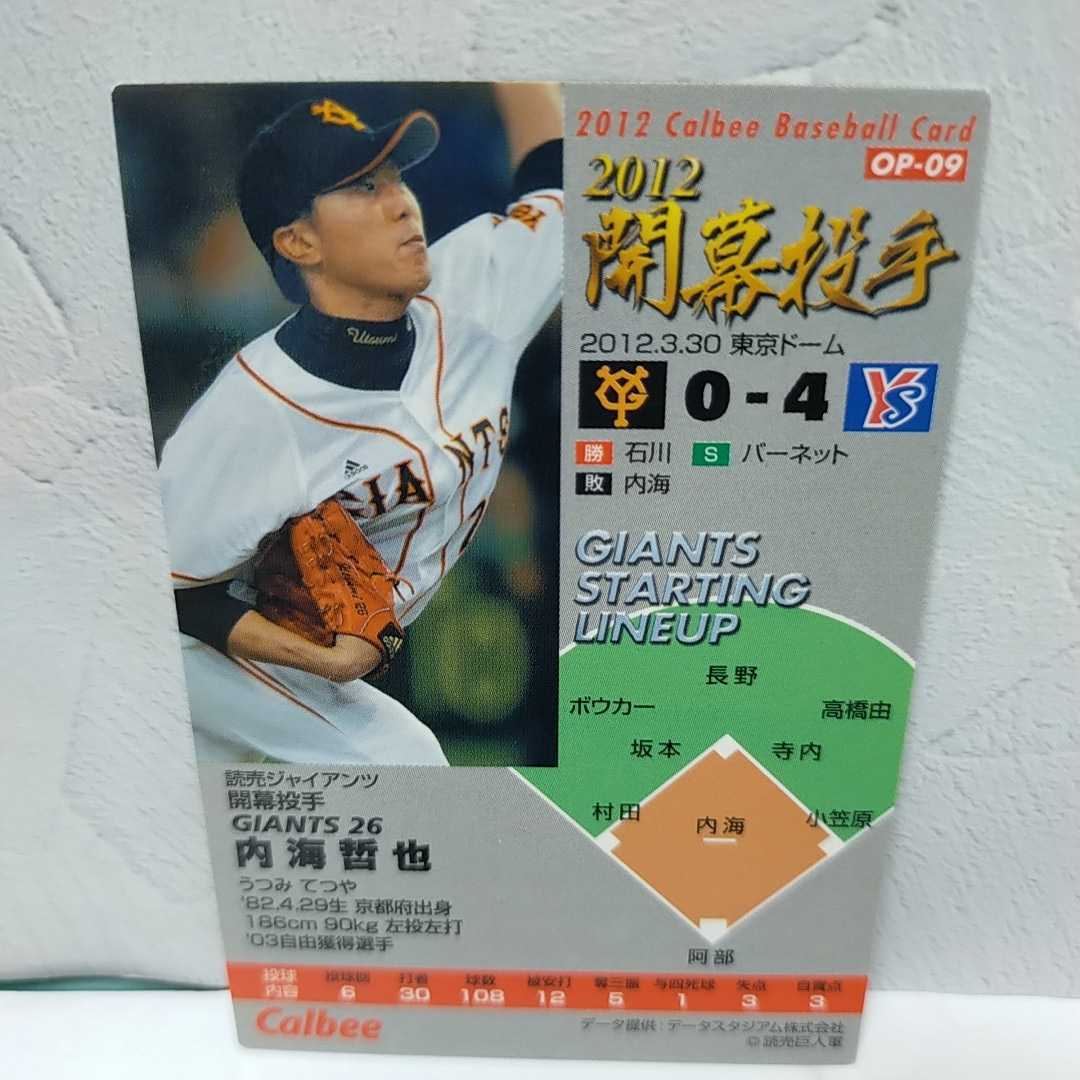 2012 Calbee Baseball Card
OP-09
2012
開幕投手
2012.3.30 東京ドーム
YG 0-4 YS
勝 石川 S バーネット
敗 内海
GIANTS
STARTING
LINEUP
長野
ボウカー 高橋由
坂本 寺内
村田 内海 小笠原
阿部
Utsumi
adidas
GIANTS
読売ジャイアンツ
開幕投手
GIANTS 26
内海哲也
うつみ てつや
'82.4.29生 京都府出身
186cm 90kg 左投左打
'03自由獲得選手
投球内容 投球回 打者 球数 被安打 奪三振 与四死球 失点 自責点
6 30 108 12 5 1 3 3
Calbee
データ提供:データスタジアム株式会社
©読売巨人軍